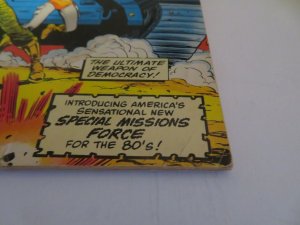 THE ULTIMATE
WEAPON OF
DEMOCRACY!
INTRODUCING AMERICA'S
SENSATIONAL NEW
SPECIAL MISSIONS
FORCE
FOR THE 80's!